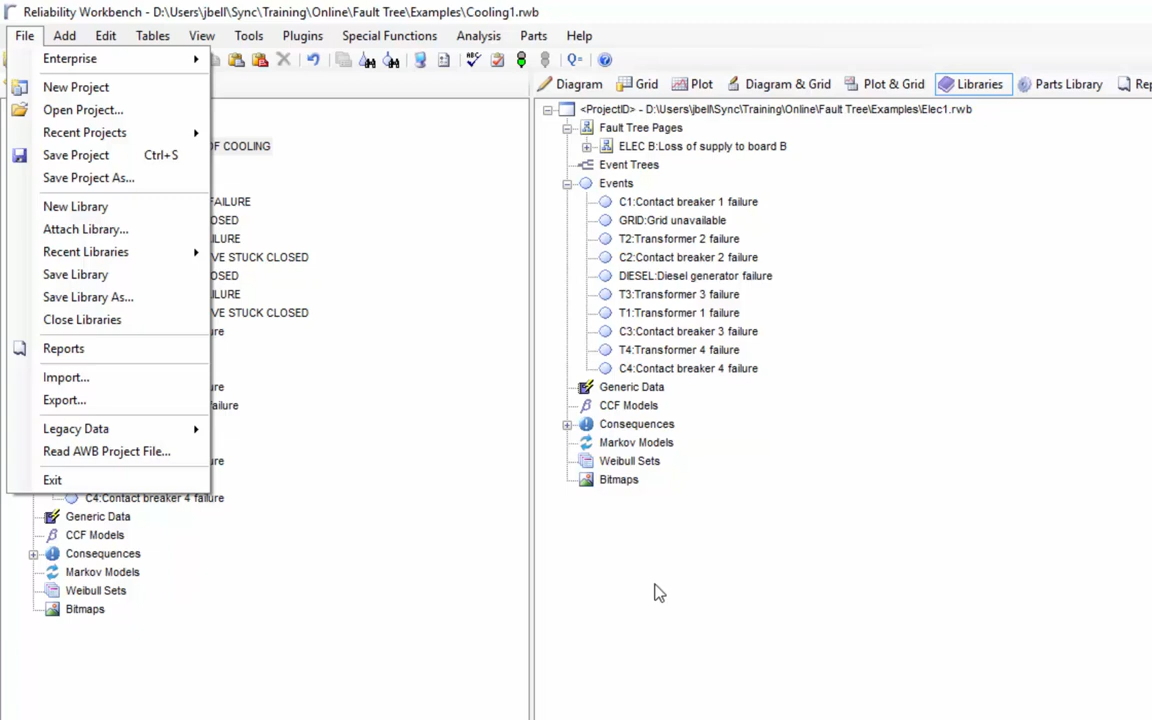 Reliability Workbench - D:\Users\jbell\Sync\Training\Online\Fault Tree\Examples\Cooling1.rwb
File Add Edit Tables View Tools Plugins Special Functions Analysis Parts Help
Diagram Grid Plot Diagram & Grid Plot & Grid Libraries Parts Library Rep
Enterprise
New Project
Open Project...
Recent Projects
Save Project Ctrl+S
Save Project As...
New Library
Attach Library...
Recent Libraries
Save Library
Save Library As...
Close Libraries
Reports
Import...
Export...
Legacy Data
Read AWB Project File...
Exit
OF COOLING
FAILURE
OSED
LURE
VE STUCK CLOSED
OSED
ILURE
VE STUCK CLOSED
ure
ure
ailure
ure
C4:Contact breaker 4 failure
Generic Data
CCF Models
Consequences
Markov Models
Weibull Sets
Bitmaps
<ProjectID> - D:\Users\jbell\Sync\Training\Online\Fault Tree\Examples\Elec1.rwb
Fault Tree Pages
ELEC B:Loss of supply to board B
Event Trees
Events
C1:Contact breaker 1 failure
GRID:Grid unavailable
T2:Transformer 2 failure
C2:Contact breaker 2 failure
DIESEL:Diesel generator failure
T3:Transformer 3 failure
T1:Transformer 1 failure
C3:Contact breaker 3 failure
T4:Transformer 4 failure
C4:Contact breaker 4 failure
Generic Data
CCF Models
Consequences
Markov Models
Weibull Sets
Bitmaps